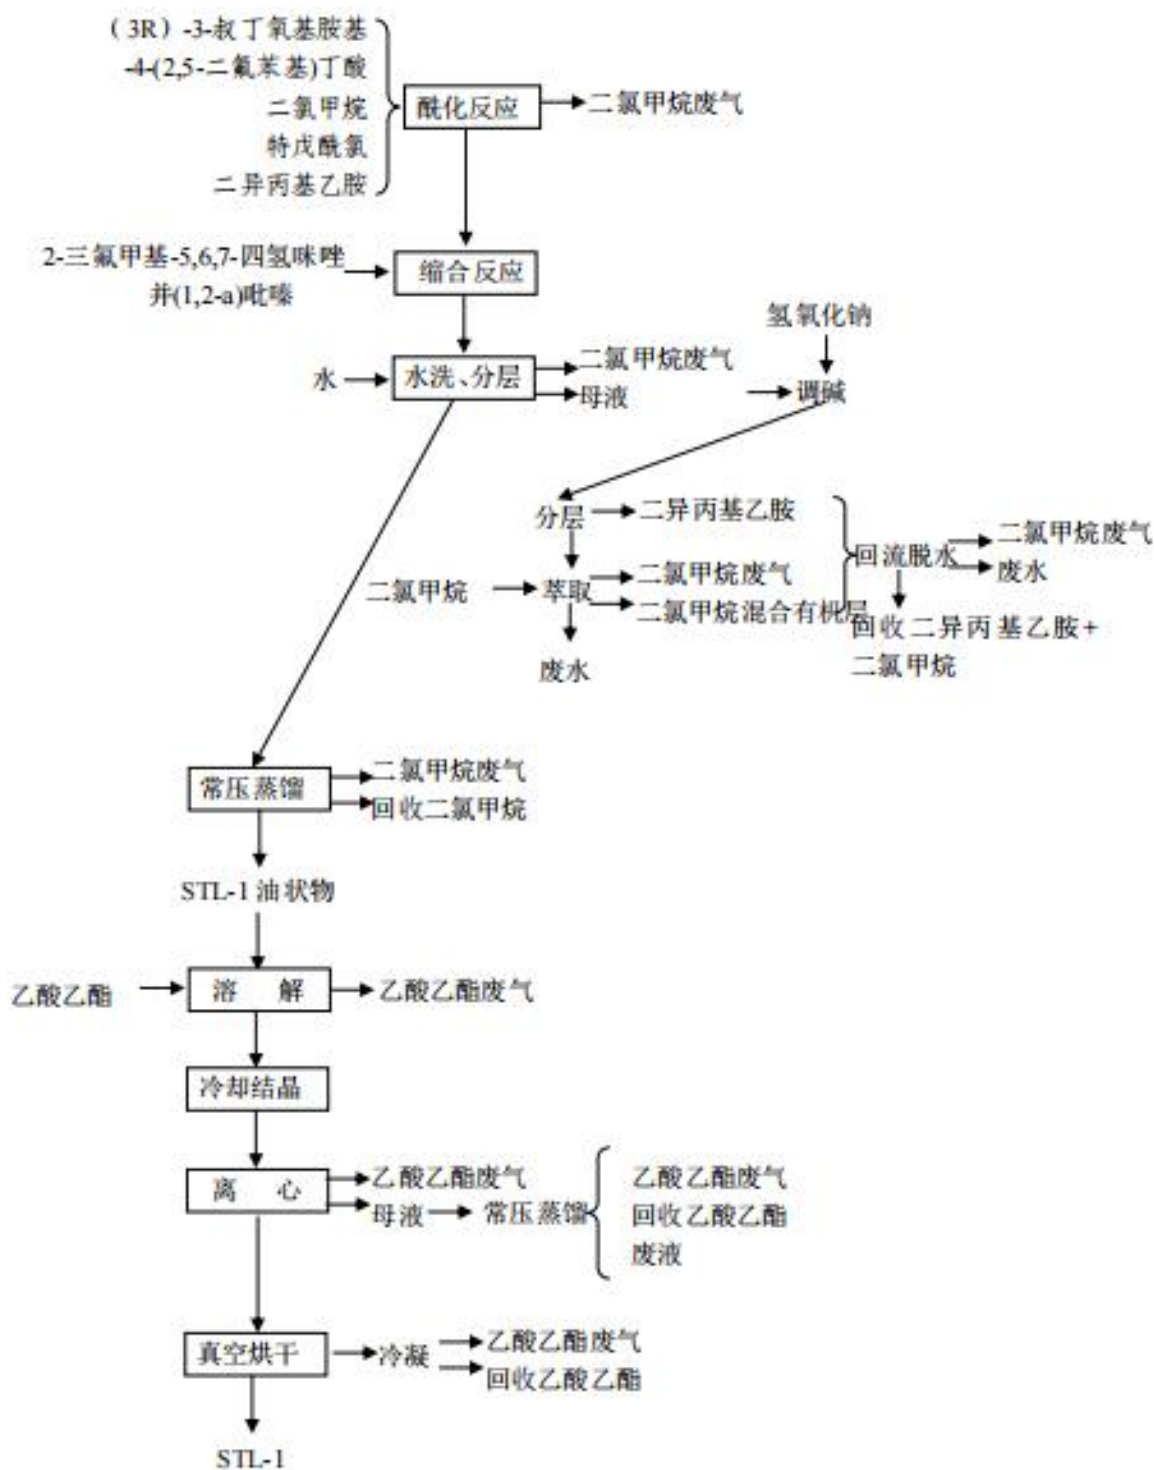 （3R）-3-叔丁氧基胺基
-4-(2,5-二氟苯基)丁酸
二氯甲烷
特戊酰氯
二异丙基乙胺
酰化反应
二氯甲烷废气
2-三氟甲基-5,6,7-四氢咪唑
并(1,2-a)吡嗪
缩合反应
氢氧化钠
水
水洗、分层
二氯甲烷废气
母液
调碱
分层
二异丙基乙胺
二氯甲烷
萃取
二氯甲烷废气
二氯甲烷混合有机层
废水
回流脱水
二氯甲烷废气
废水
回收二异丙基乙胺+
二氯甲烷
常压蒸馏
二氯甲烷废气
回收二氯甲烷
STL-1油状物
乙酸乙酯
溶 解
乙酸乙酯废气
冷却结晶
离 心
乙酸乙酯废气
母液
常压蒸馏
乙酸乙酯废气
回收乙酸乙酯
废液
真空烘干
冷凝
乙酸乙酯废气
回收乙酸乙酯
STL-1